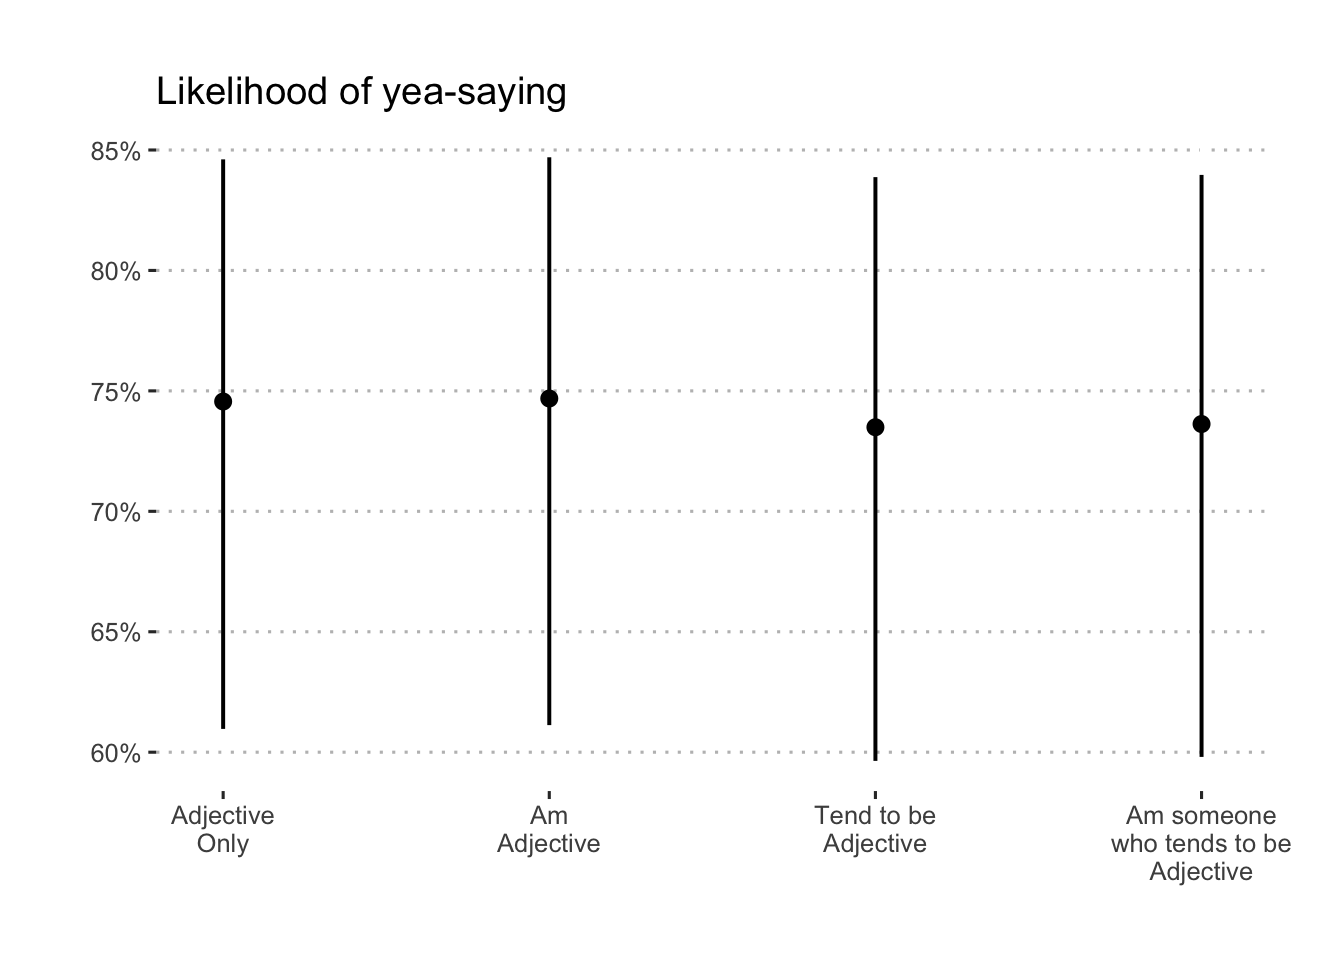 Likelihood of yea-saying
85%
80%
75%
70%
65%
60%
Adjective
Only
Am
Adjective
Tend to be
Adjective
Am someone
who tends to be
Adjective